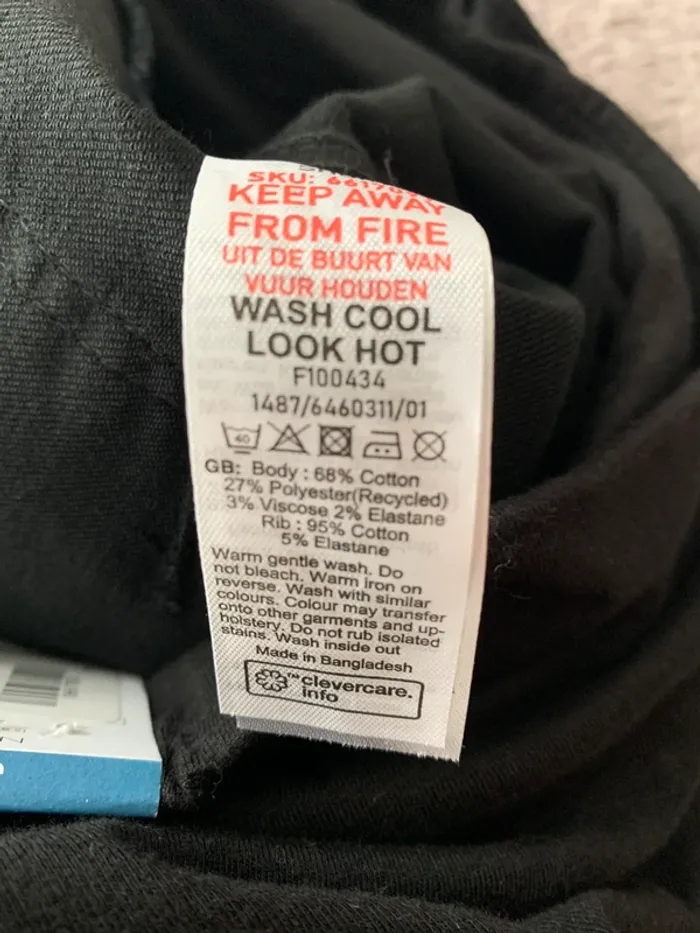 SKU:
KEEP AWAY
FROM FIRE
UIT DE BUURT VAN
VUUR HOUDEN
WASH COOL
LOOK HOT
F100434
1487/6460311/01
40
GB: Body : 68% Cotton
27% Polyester(Recycled)
3% Viscose 2% Elastane
Rib : 95% Cotton
5% Elastane
Warm gentle wash. Do
not bleach. Warm iron on
reverse. Wash with similar
colours. Colour may transfer
onto other garments and up-
holstery. Do not rub isolated
stains. Wash inside out
Made in Bangladesh
™clevercare.
info